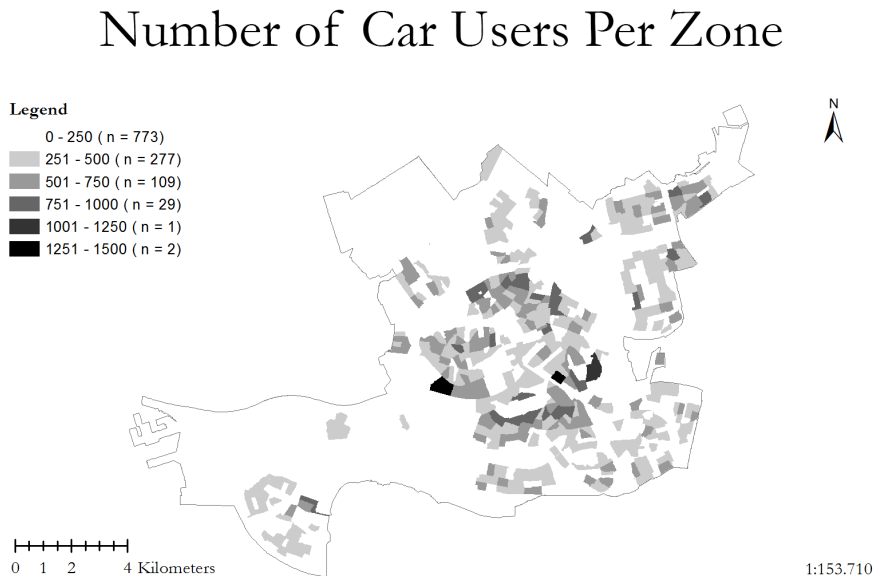 Number of Car Users Per Zone
Legend
0 - 250 ( n = 773)
251 - 500 ( n = 277)
501 - 750 ( n = 109)
751 - 1000 ( n = 29)
1001 - 1250 ( n = 1)
1251 - 1500 ( n = 2)
N
0 1 2 4 Kilometers
1:153.710